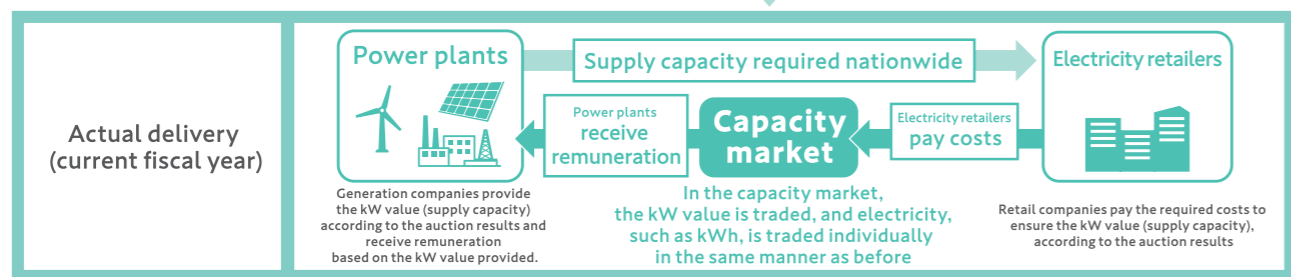 Actual delivery
(current fiscal year)
Power plants
Supply capacity required nationwide
Electricity retailers
Power plants
receive
remuneration
Capacity
market
Electricity retailers
pay costs
Generation companies provide
the kW value (supply capacity)
according to the auction results and
receive remuneration
based on the kW value provided.
In the capacity market,
the kW value is traded, and electricity,
such as kWh, is traded individually
in the same manner as before
Retail companies pay the required costs to
ensure the kW value (supply capacity),
according to the auction results